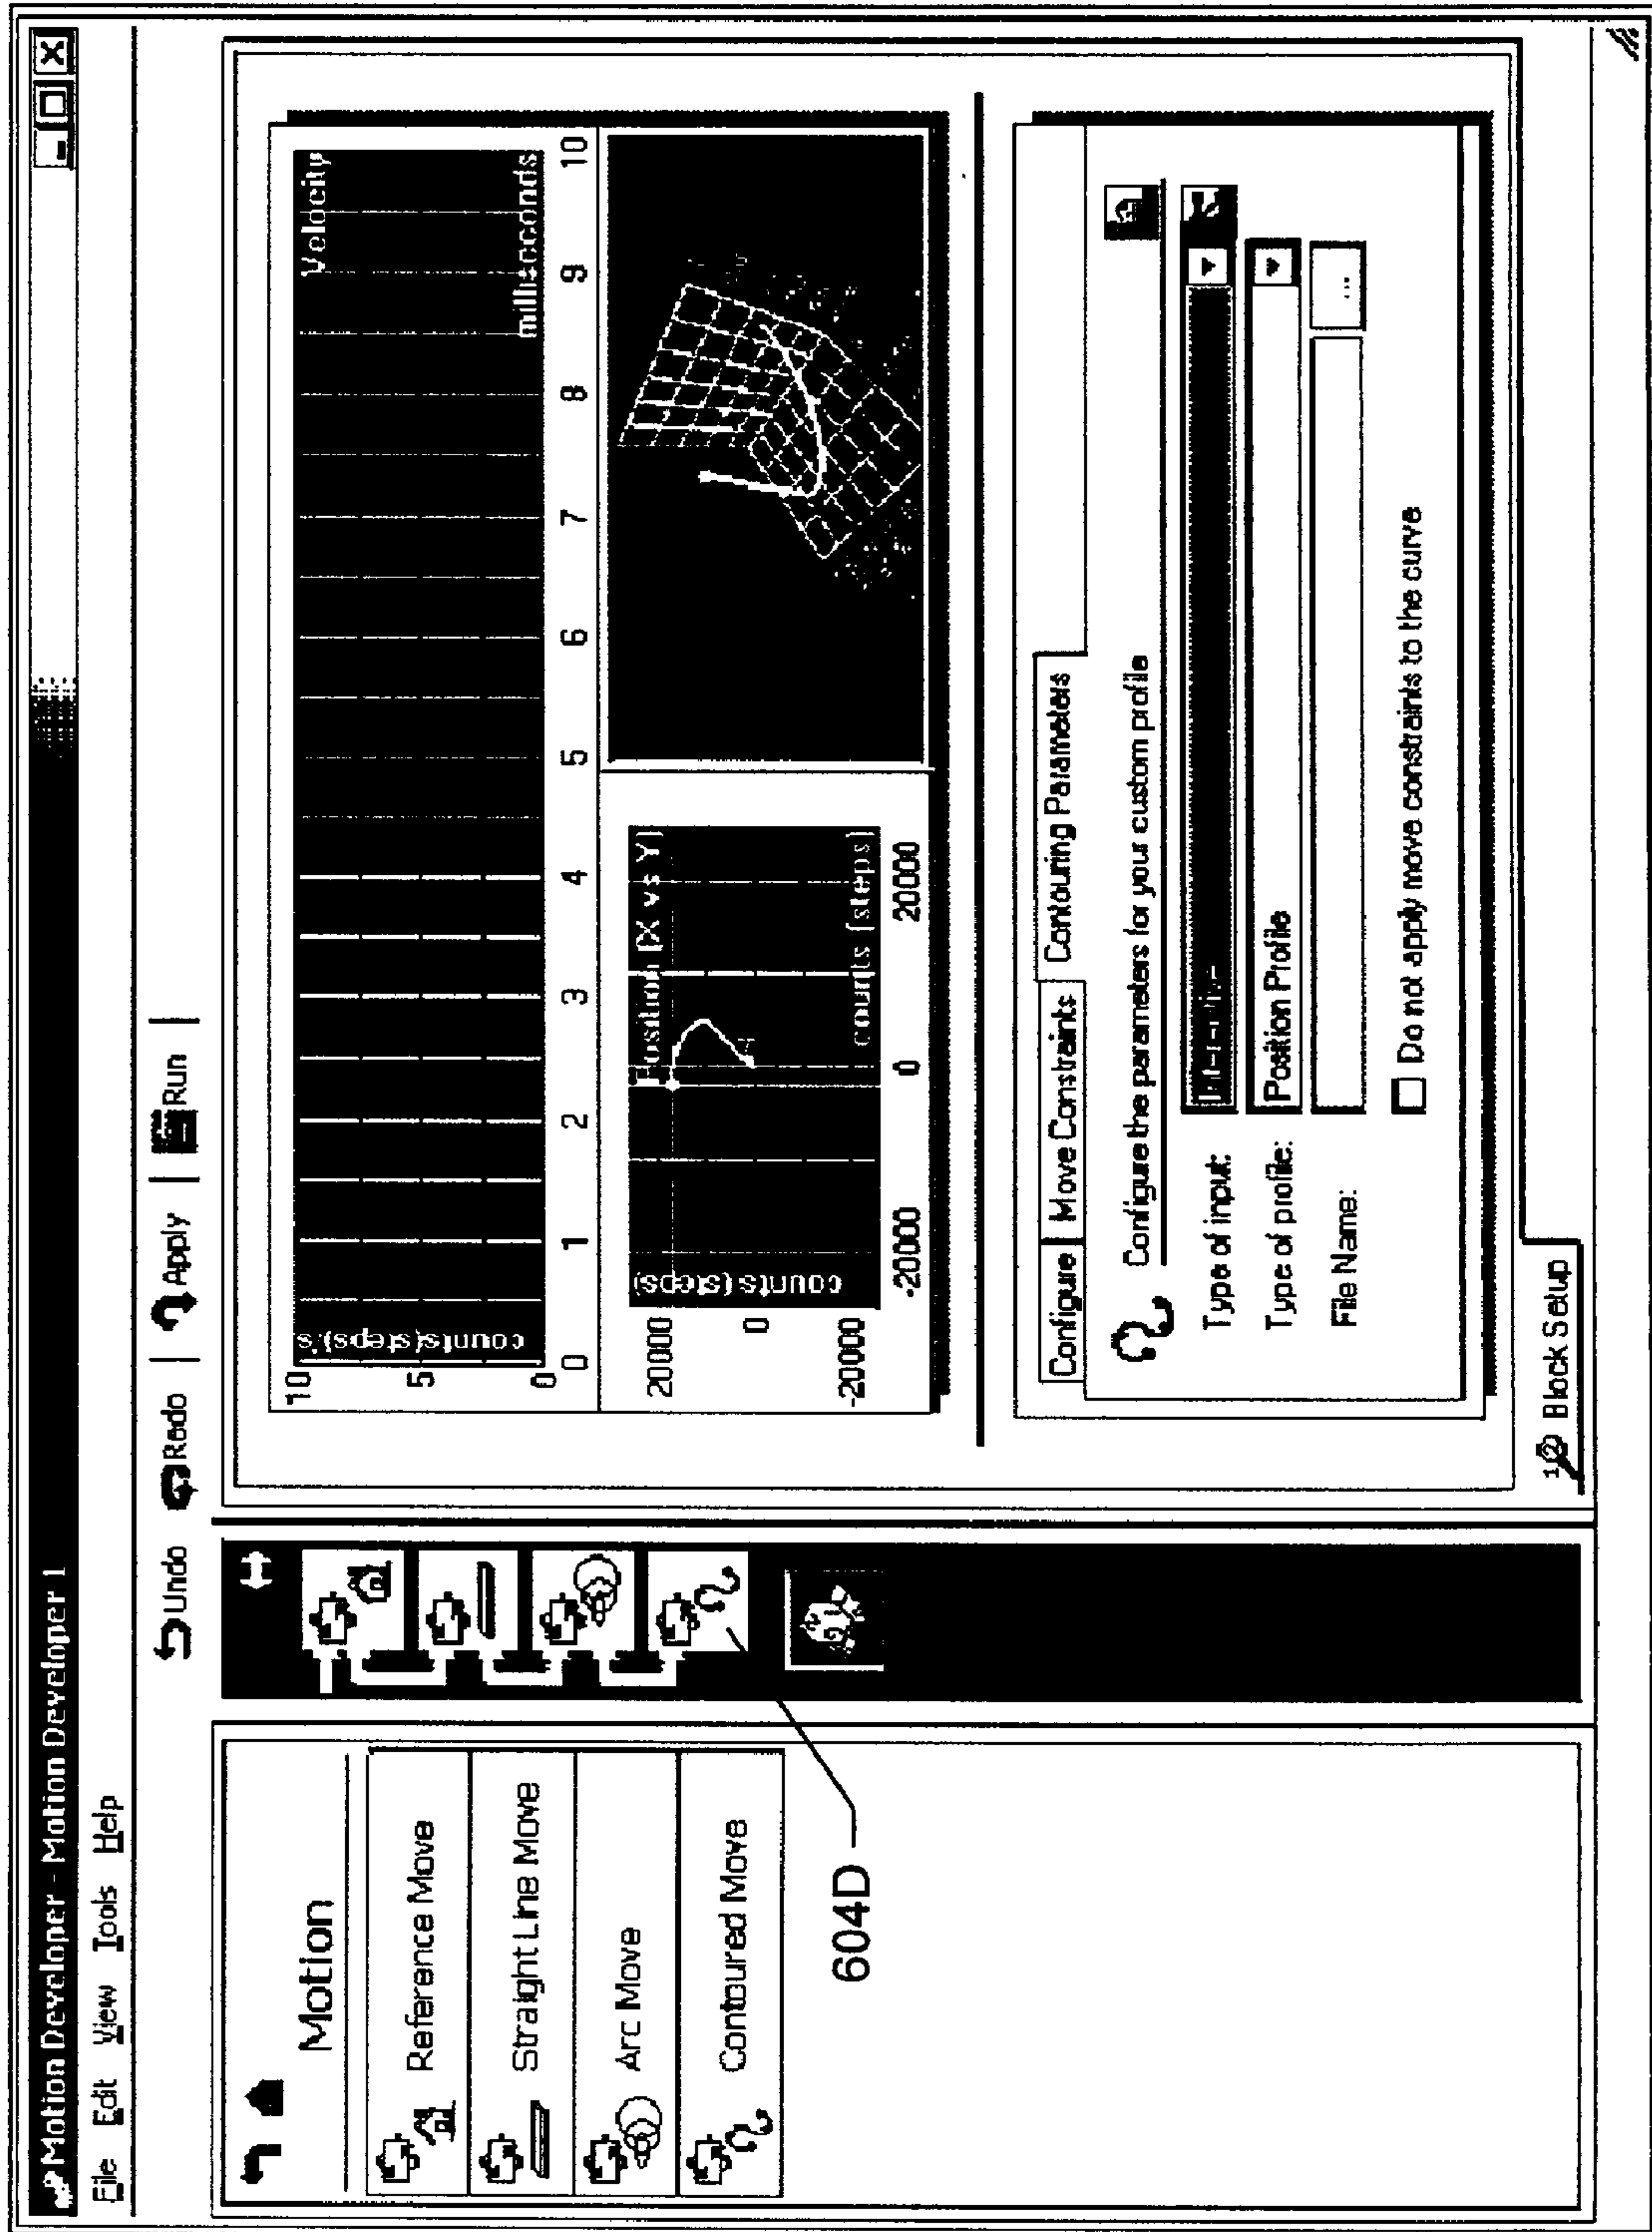 Motion Developer - Motion Developer 1
File Edit View Tools Help
Undo Redo Apply Run
Motion
Reference Move
Straight Line Move
Arc Move
Contoured Move
604D
10
5
0
counts(steps)/s
Velocity
milliseconds
0 1 2 3 4 5 6 7 8 9 10
20000
0
-20000
counts(steps)
Position (X vs Y)
counts (steps)
-20000 0 20000
Configure Move Constraints Contouring Parameters
Configure the parameters for your custom profile
Type of input:
Type of profile: Position Profile
File Name: ...
Do not apply move constraints to the curve
Block Setup